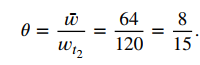 θ = w̄ / w_{t_2} = 64 / 120 = 8 / 15.